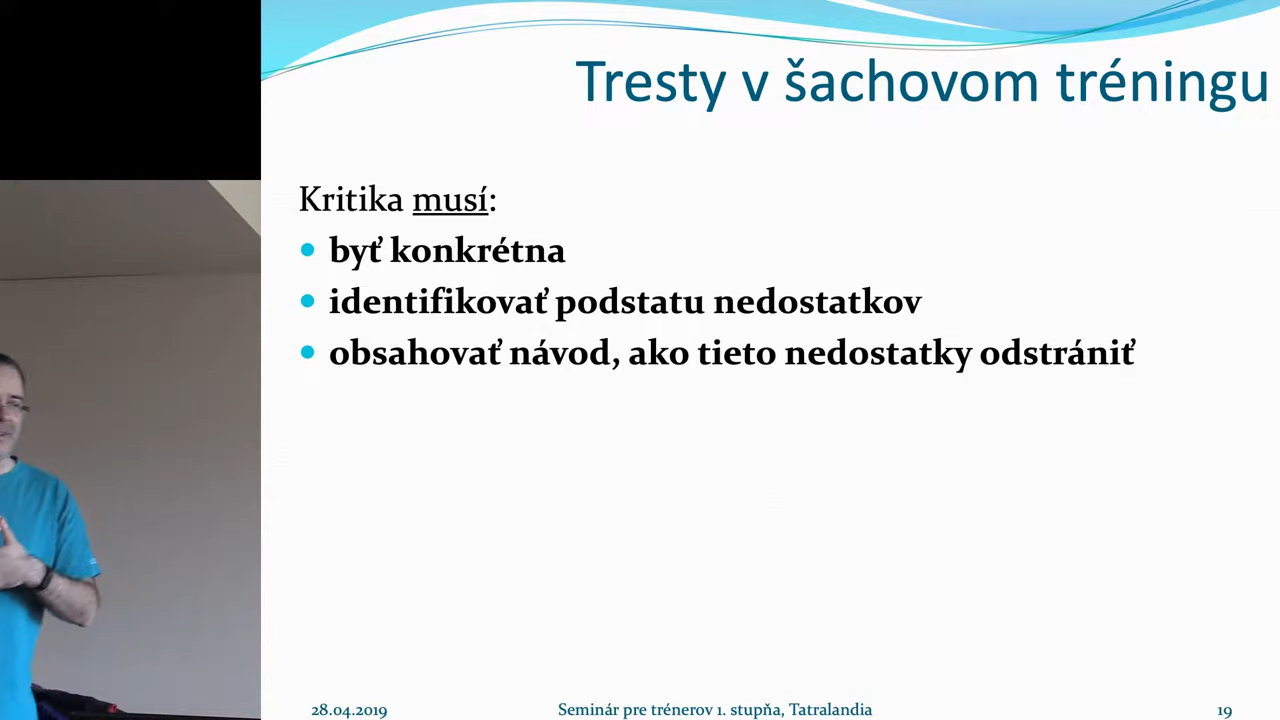 Tresty v šachovom tréningu
Kritika musí:
• byť konkrétna
• identifikovať podstatu nedostatkov
• obsahovať návod, ako tieto nedostatky odstrániť
28.04.2019
Seminár pre trénerov 1. stupňa, Tatralandia
19